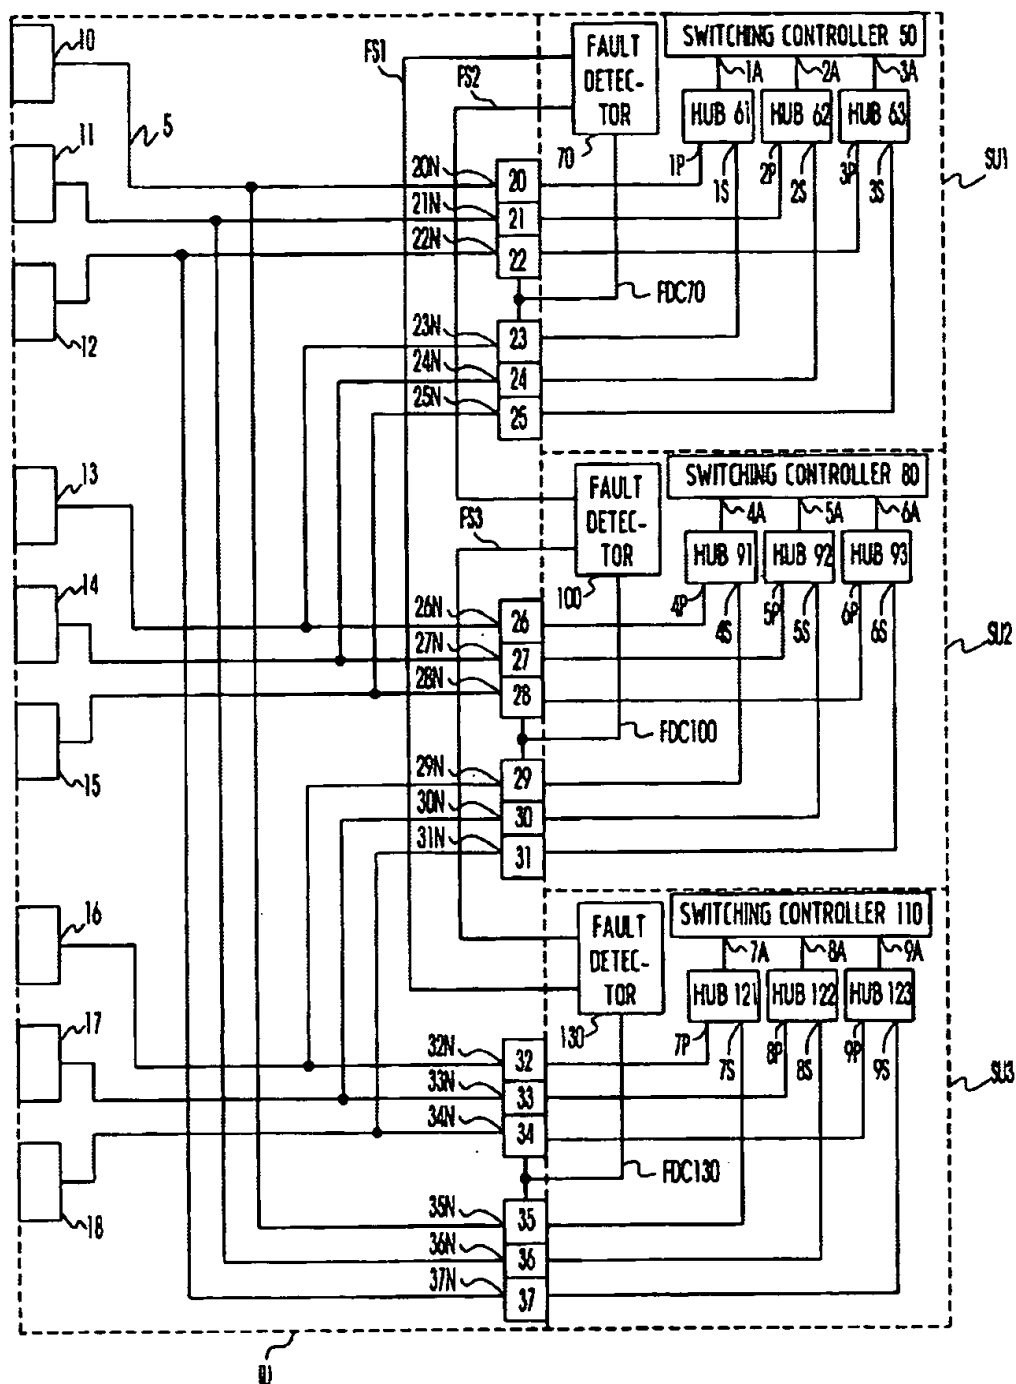 10
5
11
12
FS1
FS2
FAULT
DETEC-
TOR
70
SWITCHING CONTROLLER 50
1A
2A
3A
HUB 61
HUB 62
HUB 63
1P
1S
2P
2S
3P
3S
SU1
20N
21N
22N
20
21
22
FDC70
23N
24N
25N
23
24
25
13
14
15
FS3
FAULT
DETEC-
TOR
100
SWITCHING CONTROLLER 80
4A
5A
6A
HUB 91
HUB 92
HUB 93
4P
4S
5P
5S
6P
6S
SU2
26N
27N
28N
26
27
28
FDC100
29N
30N
31N
29
30
31
16
17
18
FAULT
DETEC-
TOR
130
SWITCHING CONTROLLER 110
7A
8A
9A
HUB 121
HUB 122
HUB 123
7P
7S
8P
8S
9P
9S
SU3
32N
33N
34N
32
33
34
FDC130
35N
36N
37N
35
36
37